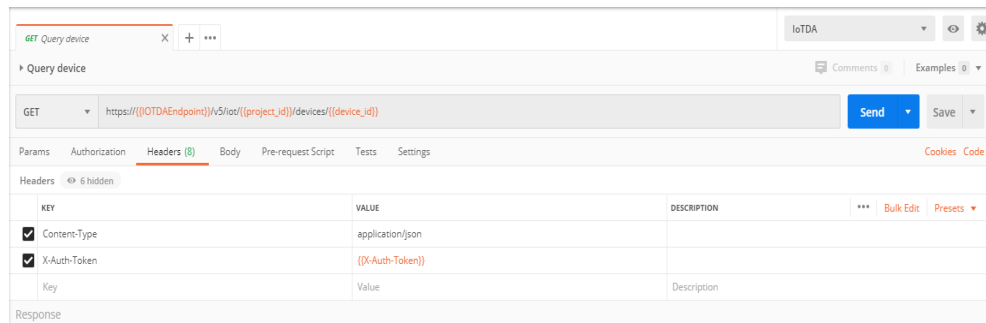 GET Query device
IoTDA
Query device
Comments 0
Examples 0
GET
https://{{IOTDAEndpoint}}/v5/iot/{{project_id}}/devices/{{device_id}}
Send
Save
Params Authorization Headers (8) Body Pre-request Script Tests Settings
Cookies Code
Headers 6 hidden
KEY VALUE DESCRIPTION ••• Bulk Edit Presets
Content-Type application/json
X-Auth-Token {{X-Auth-Token}}
Key Value Description
Response